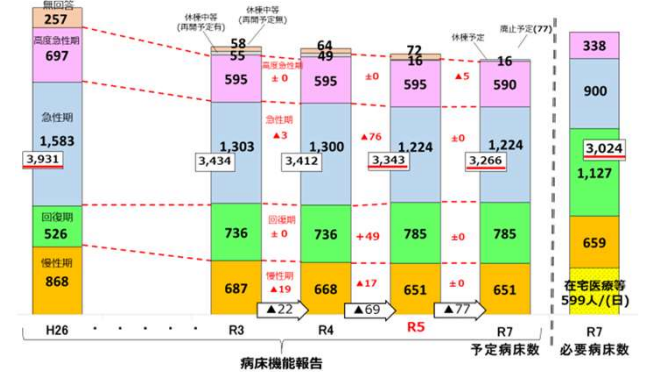 無回答
257
高度急性期
697
急性期
1,583
3,931
回復期
526
慢性期
868
H26
・ ・ ・ ・ ・
休棟中等
(再開予定有)
休棟中等
(再開予定無)
58
55
595
1,303
3,434
736
687
R3
高度急性期
± 0
急性期
▲3
回復期
± 0
慢性期
▲19
▲22
64
49
595
1,300
3,412
736
668
R4
±0
▲76
+49
▲17
▲69
72
16
595
1,224
3,343
785
651
R5
▲5
±0
±0
±0
▲77
休棟予定
廃止予定(77)
16
590
1,224
3,266
785
651
R7
予定病床数
病床機能報告
338
900
3,024
1,127
659
在宅医療等
599人/(日)
R7
必要病床数